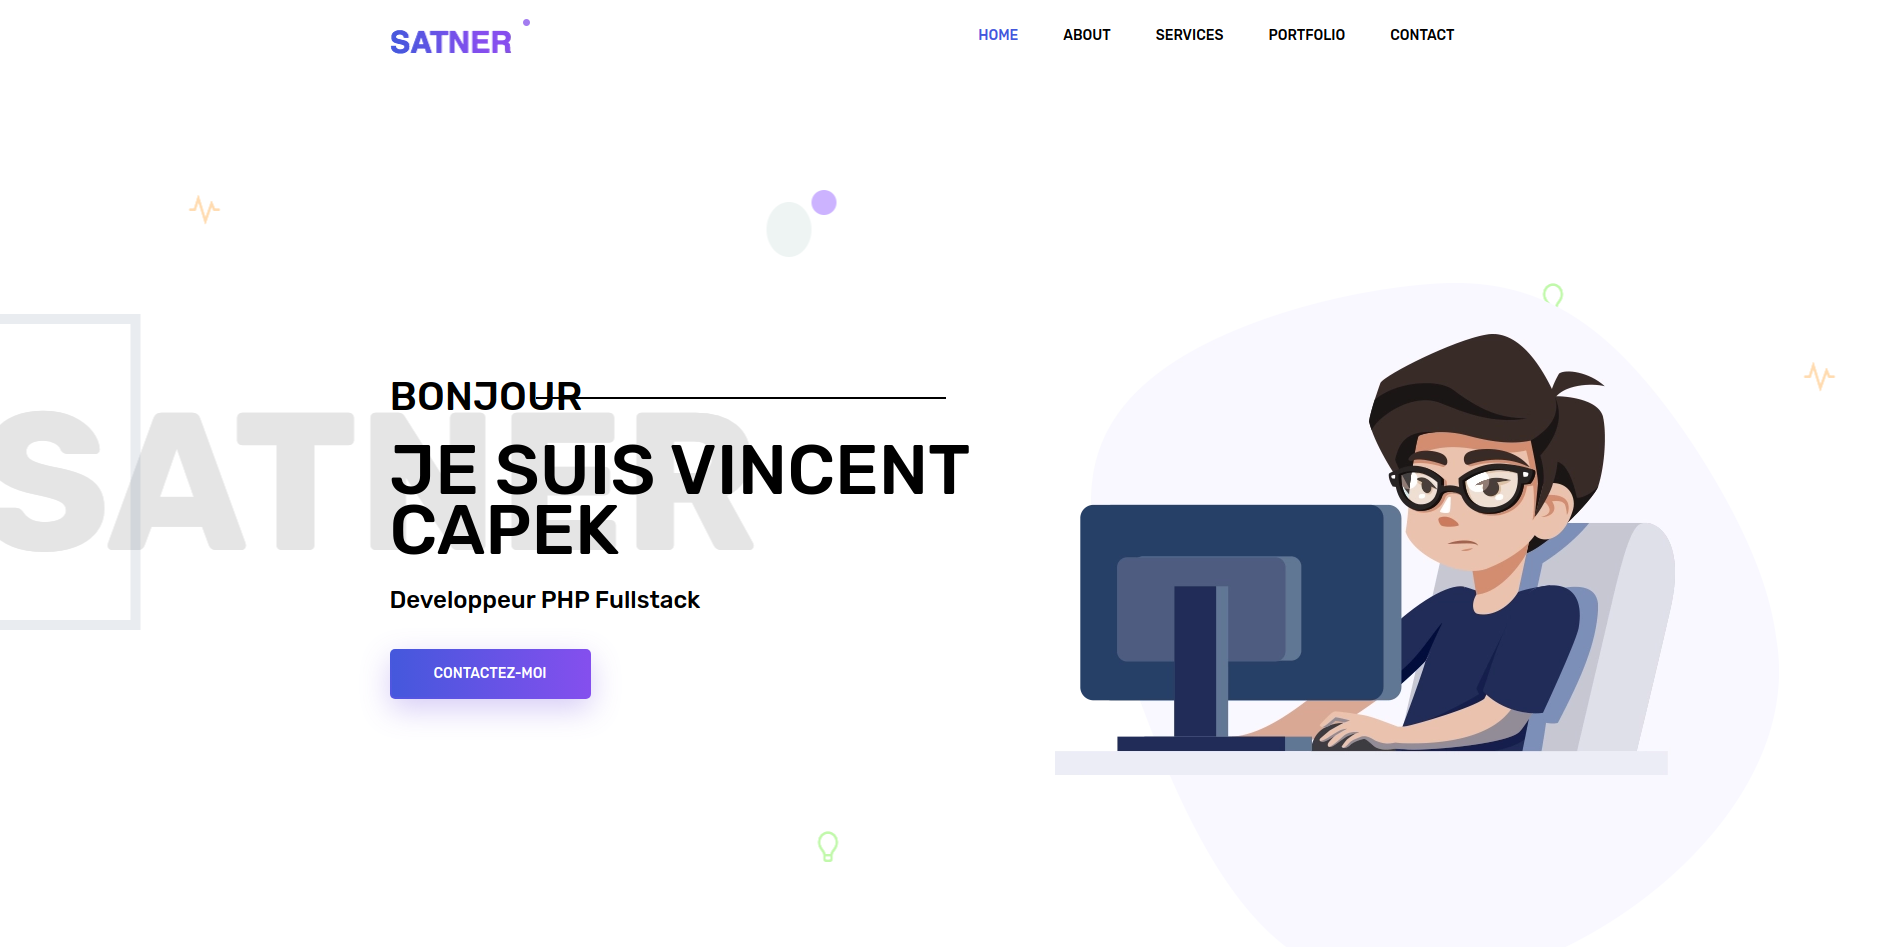 SATNER
HOME ABOUT SERVICES PORTFOLIO CONTACT
SATNER
BONJOUR
JE SUIS VINCENT
CAPEK
Developpeur PHP Fullstack
CONTACTEZ-MOI